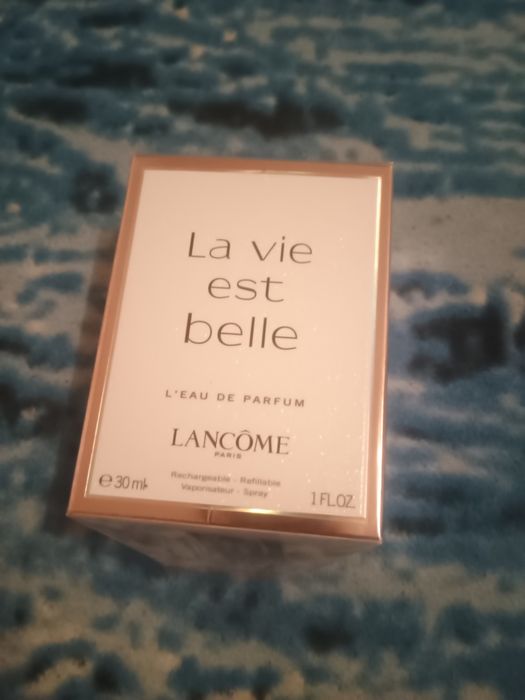 La vie
est
belle
L'EAU DE PARFUM
LANCÔME
PARIS
Rechargeable - Refillable
Vaporisateur - Spray
e 30 ml
1 FL.OZ.